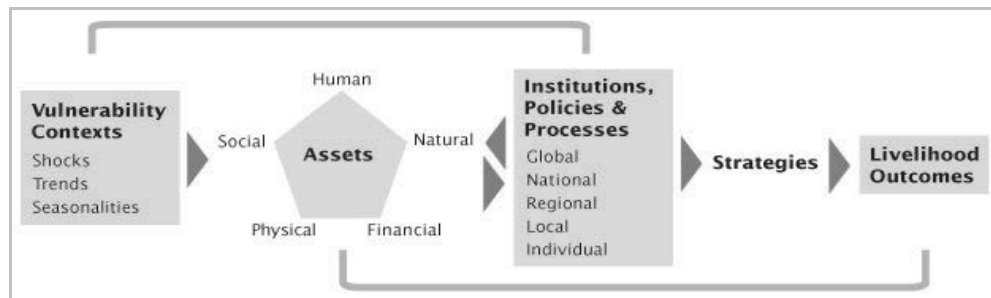 Vulnerability
Contexts
Shocks
Trends
Seasonalities
Human
Social
Assets
Natural
Physical
Financial
Institutions,
Policies &
Processes
Global
National
Regional
Local
Individual
Strategies
Livelihood
Outcomes